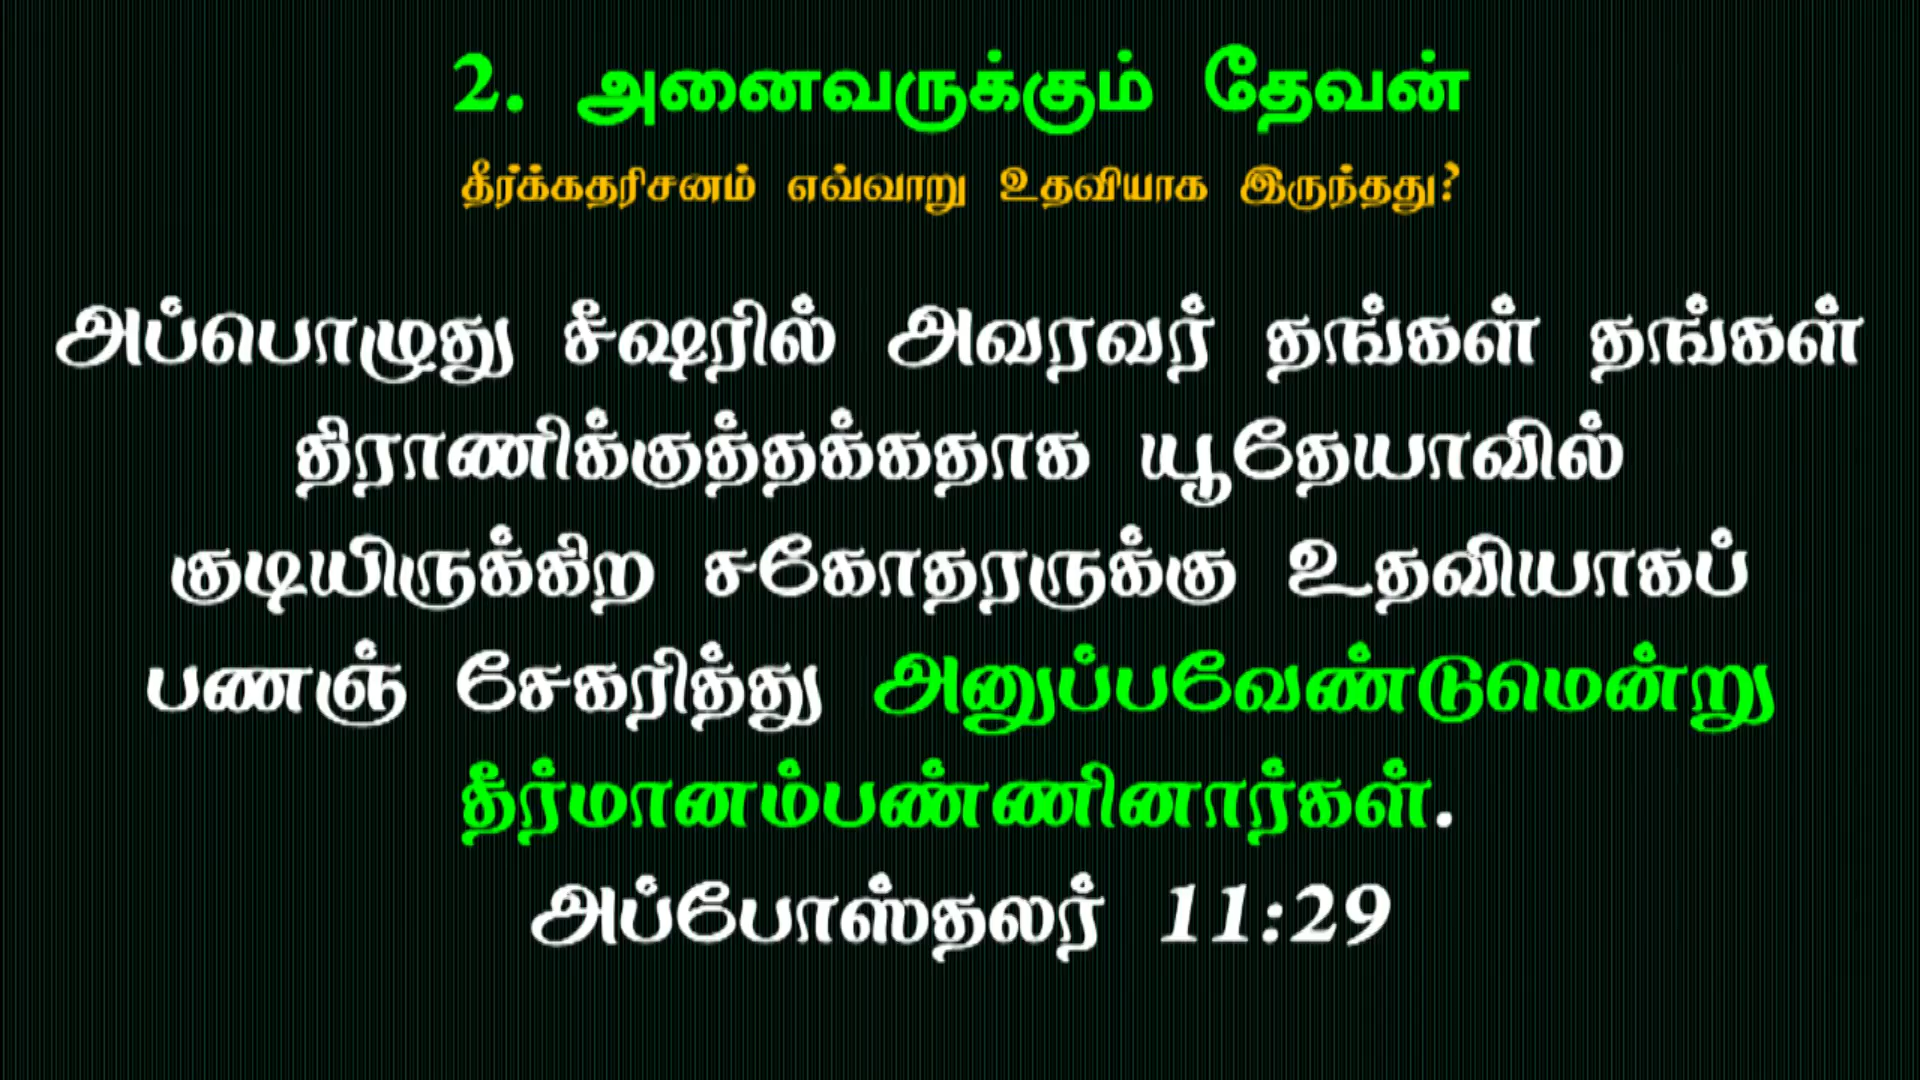 2. அனைவருக்கும் தேவன்
தீர்க்கதரிசனம் எவ்வாறு உதவியாக இருந்தது?
அப்பொழுது சீஷரில் அவரவர் தங்கள் தங்கள்
திராணிக்குத்தக்கதாக யூதேயாவில்
குடியிருக்கிற சகோதரருக்கு உதவியாகப்
பணஞ் சேகரித்து அனுப்பவேண்டுமென்று
தீர்மானம்பண்ணினார்கள்.
அப்போஸ்தலர் 11:29